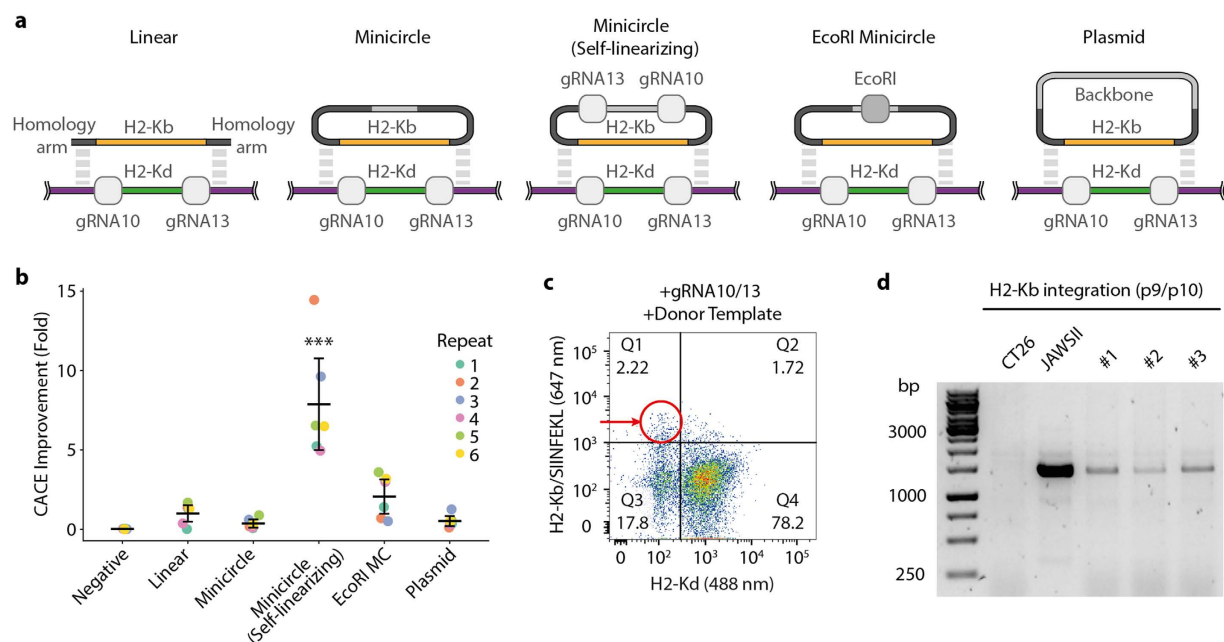 a
Linear
Minicircle
Minicircle
(Self-linearizing)
EcoRI Minicircle
Plasmid
gRNA13
gRNA10
EcoRI
Backbone
Homology
arm
H2-Kb
Homology
arm
H2-Kb
H2-Kb
H2-Kb
H2-Kb
H2-Kd
H2-Kd
H2-Kd
H2-Kd
H2-Kd
gRNA10
gRNA13
gRNA10
gRNA13
gRNA10
gRNA13
gRNA10
gRNA13
gRNA10
gRNA13
b
CACE Improvement (Fold)
15
10
5
0
***
Repeat
1
2
3
4
5
6
Negative
Linear
Minicircle
Minicircle
(Self-linearizing)
EcoRI MC
Plasmid
c
+gRNA10/13
+Donor Template
H2-Kb/SIINFEKL (647 nm)
10⁵
10⁴
10³
10²
0
Q1
2.22
Q2
1.72
Q3
17.8
Q4
78.2
0
10²
10³
10⁴
10⁵
H2-Kd (488 nm)
d
H2-Kb integration (p9/p10)
CT26
JAWSII
#1
#2
#3
bp
3000
1000
250